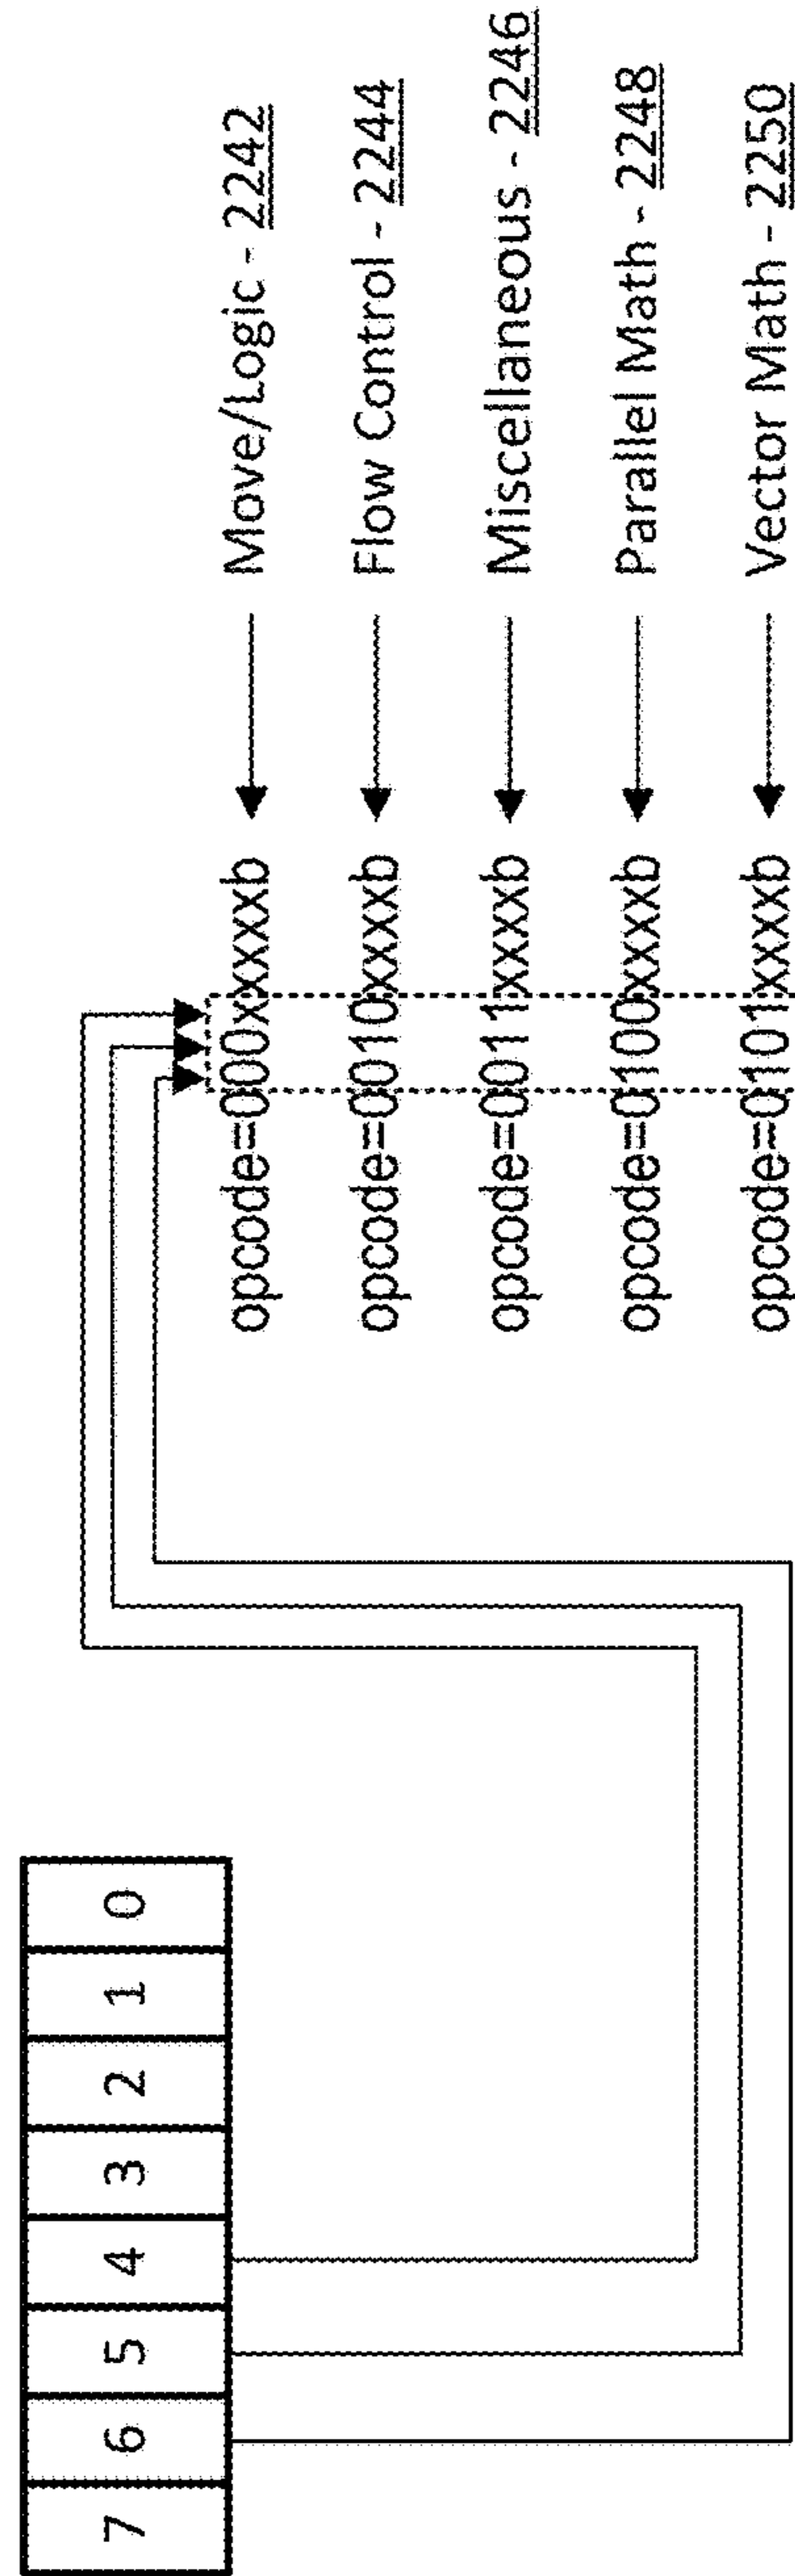 7 6 5 4 3 2 1 0
opcode=000xxxxxb Move/Logic - 2242
opcode=0010xxxxb Flow Control - 2244
opcode=0011xxxxb Miscellaneous - 2246
opcode=0100xxxxb Parallel Math - 2248
opcode=0101xxxxb Vector Math - 2250